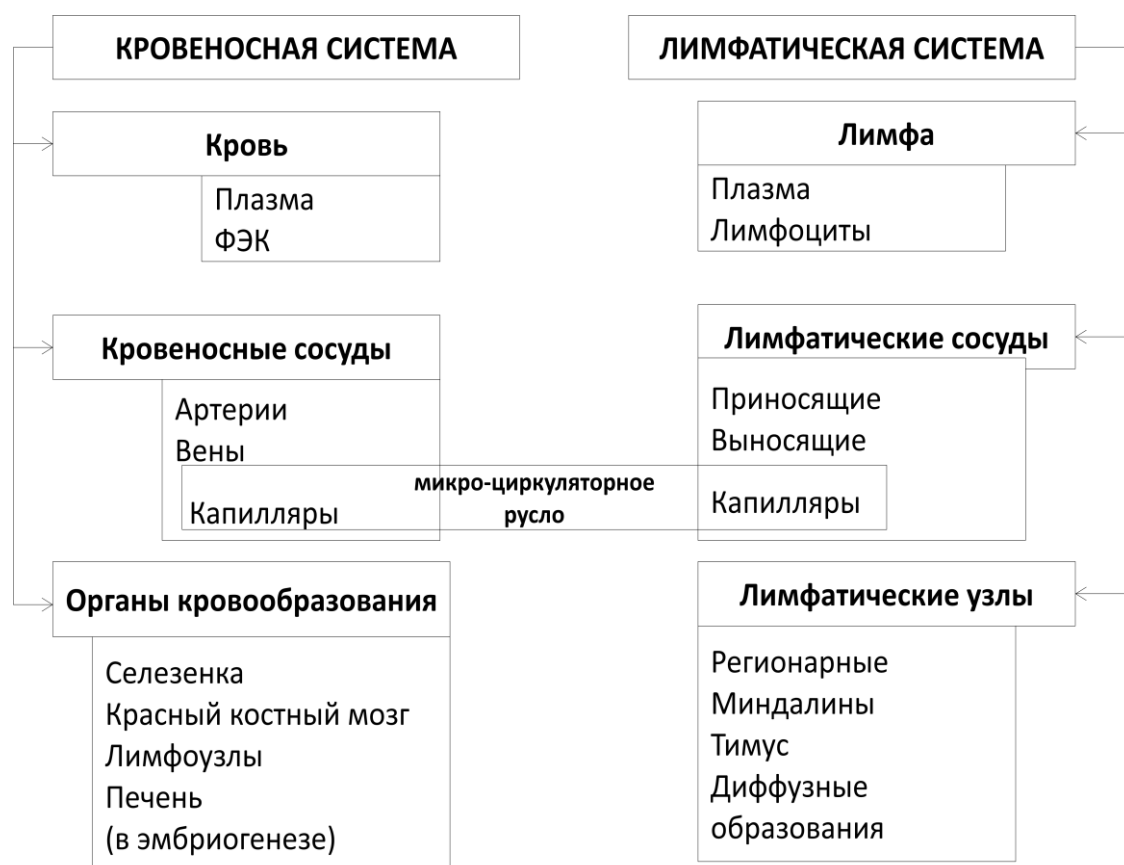 КРОВЕНОСНАЯ СИСТЕМА
Кровь
Плазма
ФЭК
Кровеносные сосуды
Артерии
Вены
Капилляры
микро-циркуляторное
русло
Органы кровообразования
Селезенка
Красный костный мозг
Лимфоузлы
Печень
(в эмбриогенезе)
ЛИМФАТИЧЕСКАЯ СИСТЕМА
Лимфа
Плазма
Лимфоциты
Лимфатические сосуды
Приносящие
Выносящие
Капилляры
Лимфатические узлы
Регионарные
Миндалины
Тимус
Диффузные
образования